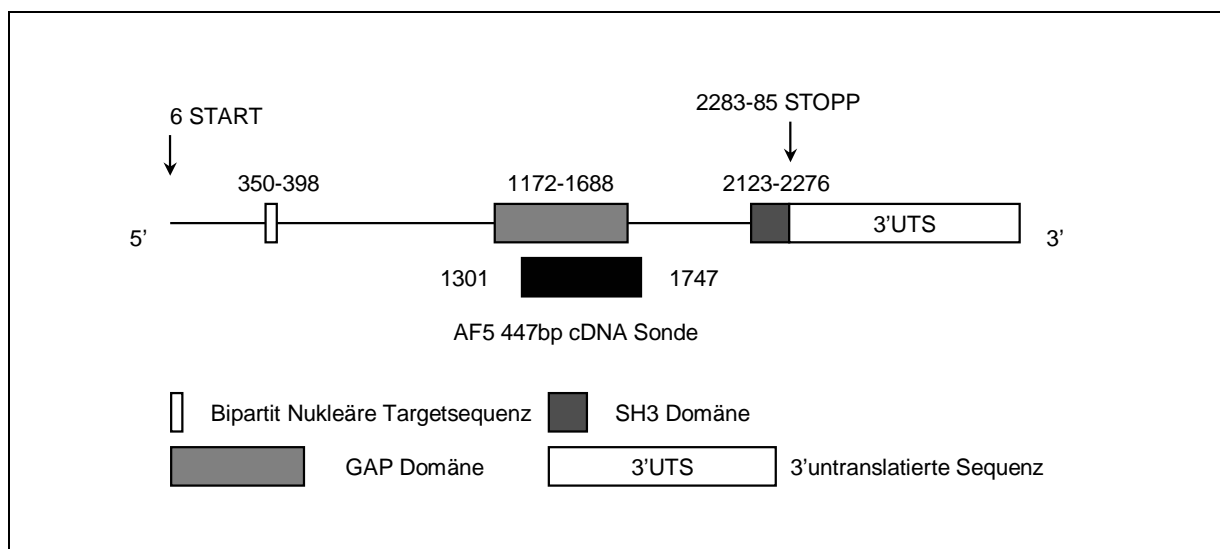 6 START
2283-85 STOPP
350-398
1172-1688
2123-2276
5’
3’UTS
3’
1301
1747
AF5 447bp cDNA Sonde
Bipartit Nukleäre Targetsequenz
SH3 Domäne
GAP Domäne
3’UTS
3’untranslatierte Sequenz